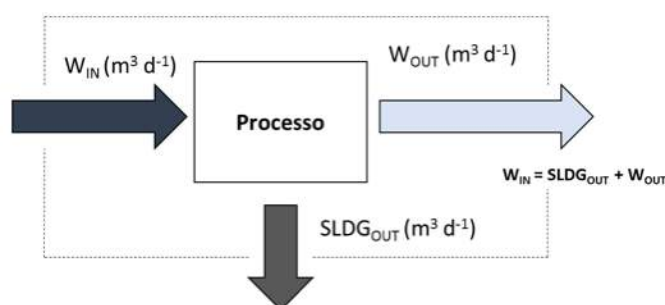 W_IN (m³ d⁻¹)
W_OUT (m³ d⁻¹)
Processo
W_IN = SLDG_OUT + W_OUT
SLDG_OUT (m³ d⁻¹)